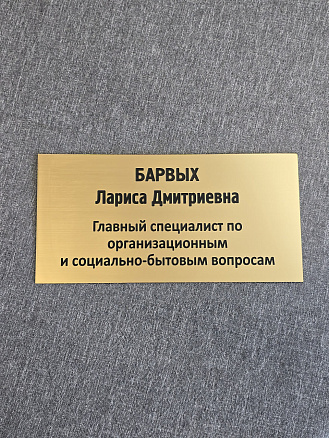 БАРВЫХ
Лариса Дмитриевна
Главный специалист по
организационным
и социально-бытовым вопросам